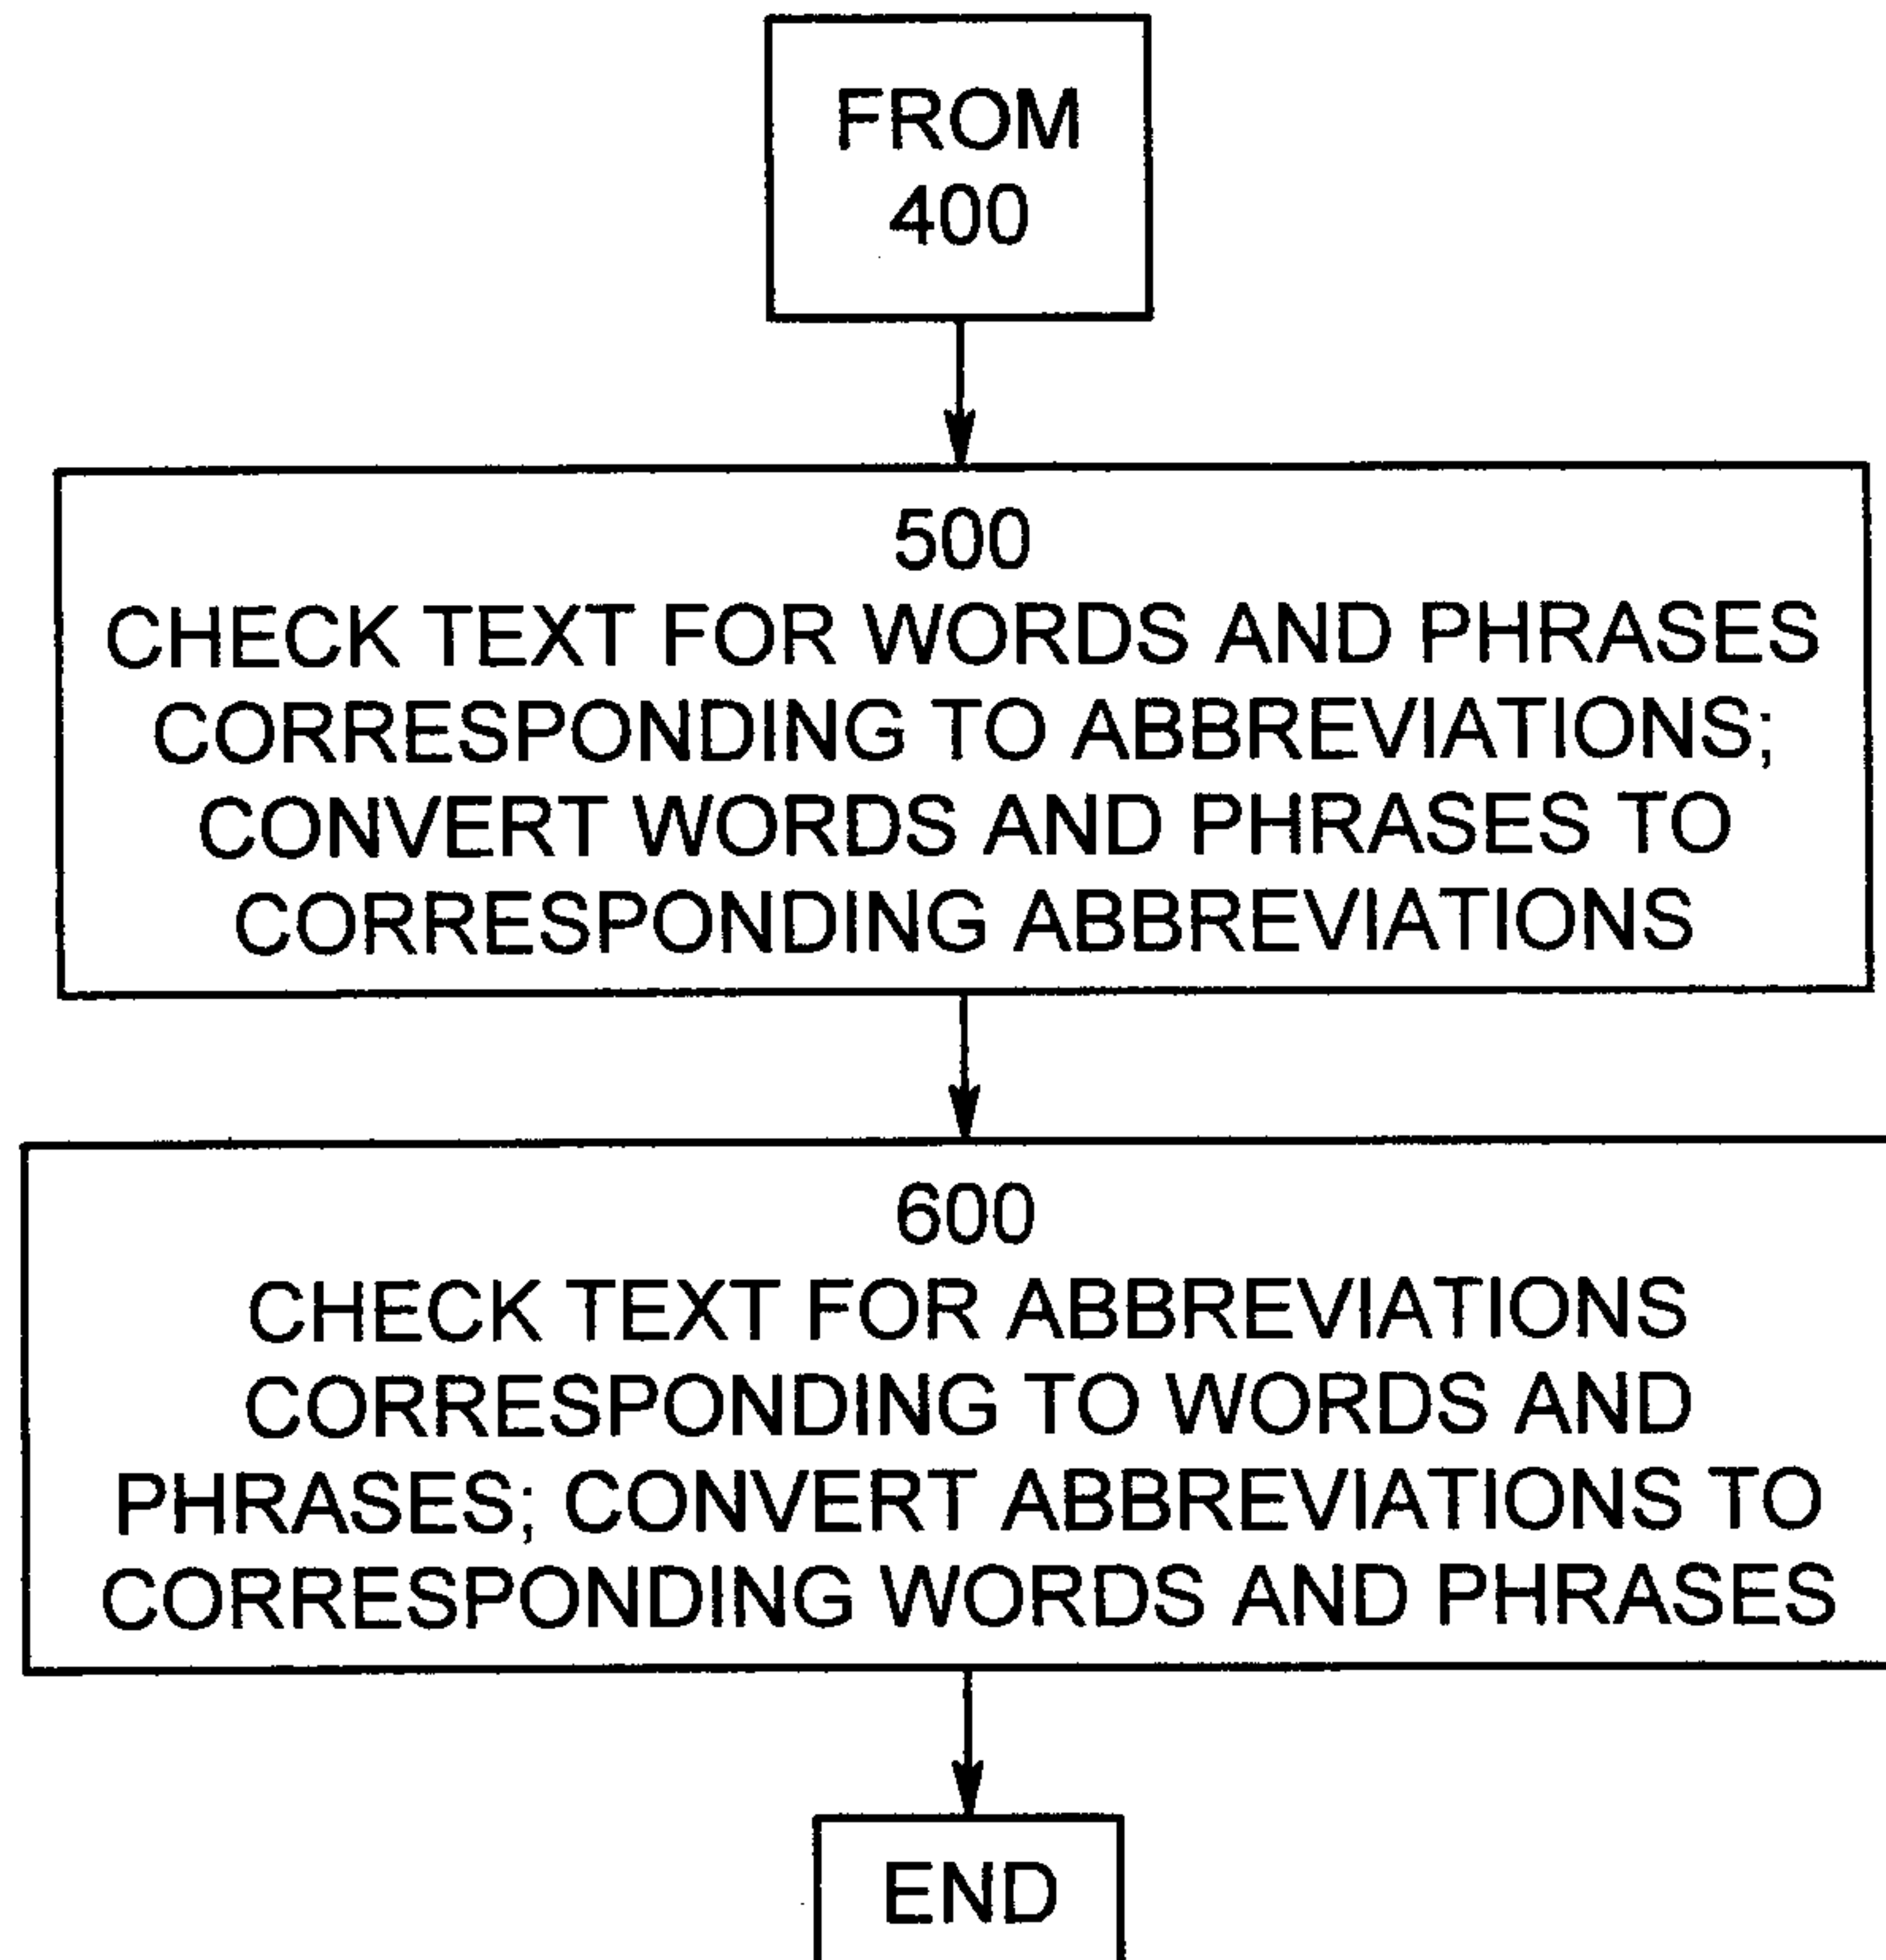 FROM
400
500
CHECK TEXT FOR WORDS AND PHRASES
CORRESPONDING TO ABBREVIATIONS;
CONVERT WORDS AND PHRASES TO
CORRESPONDING ABBREVIATIONS
600
CHECK TEXT FOR ABBREVIATIONS
CORRESPONDING TO WORDS AND
PHRASES; CONVERT ABBREVIATIONS TO
CORRESPONDING WORDS AND PHRASES
END